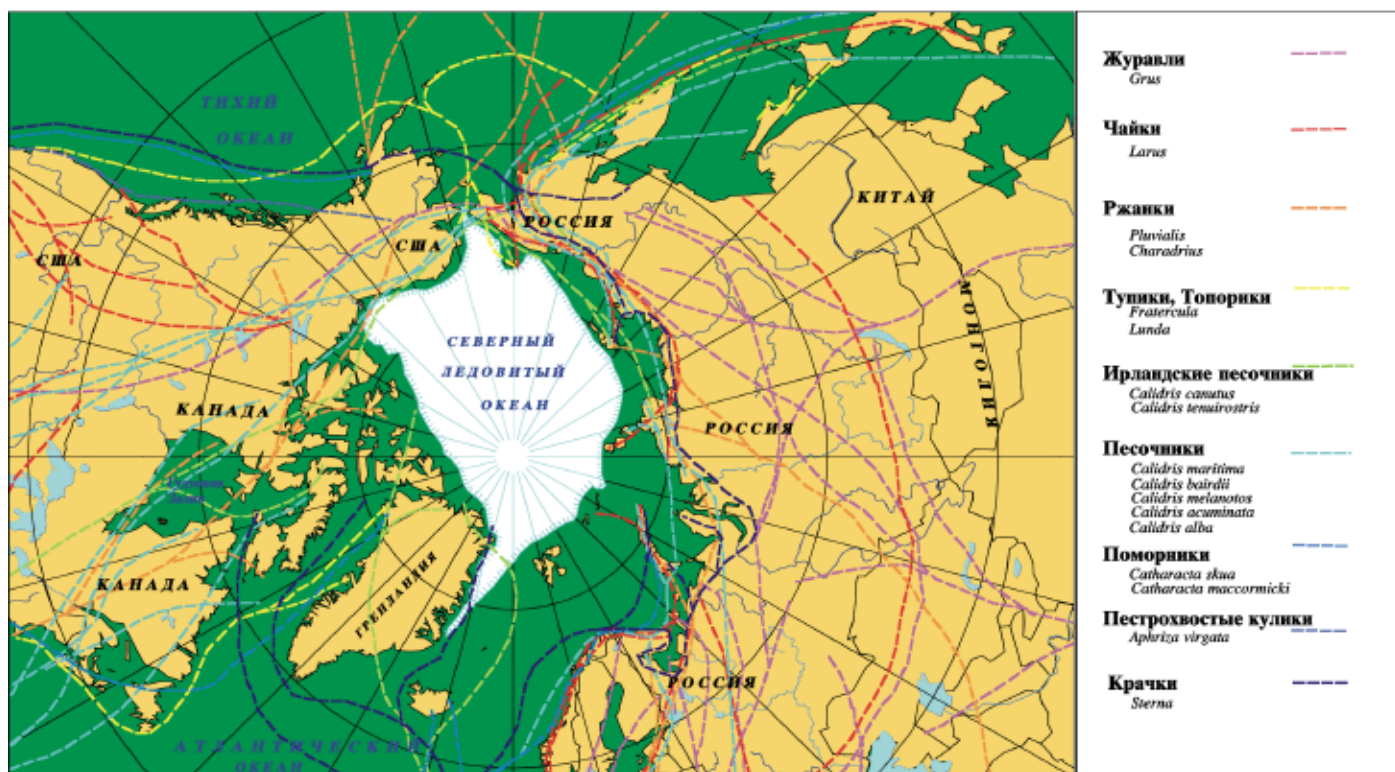 ТИХИЙ
ОКЕАН
КИТАЙ
РОССИЯ
США
США
МОНГОЛИЯ
СЕВЕРНЫЙ
ЛЕДОВИТЫЙ
ОКЕАН
КАНАДА
РОССИЯ
КАНАДА
ГРЕНЛАНДИЯ
РОССИЯ
АТЛАНТИЧЕСКИЙ
ОКЕАН
Журавли
Grus
Чайки
Larus
Ржанки
Pluvialis
Charadrius
Тупики, Топорики
Fratercula
Lunda
Ирландские песочники
Calidris canutus
Calidris tenuirostris
Песочники
Calidris maritima
Calidris bairdii
Calidris melanotos
Calidris acuminata
Calidris alba
Поморники
Catharacta skua
Catharacta maccormicki
Пестрохвостые кулики
Aphriza virgata
Крачки
Sterna